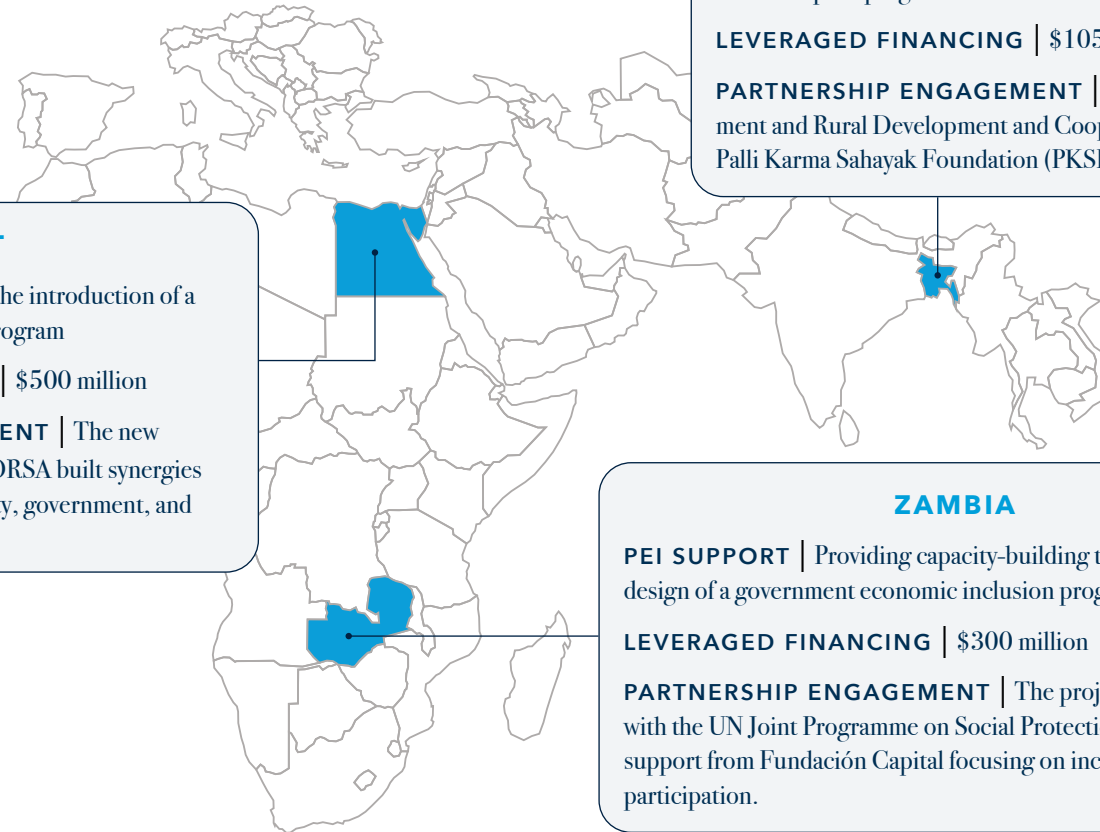 LEVERAGED FINANCING | $105
PARTNERSHIP ENGAGEMENT |
ment and Rural Development and Coop
Palli Karma Sahayak Foundation (PKS
he introduction of a
rogram
| $500 million
ENT | The new
ORSA built synergies
ty, government, and
ZAMBIA
PEI SUPPORT | Providing capacity-building t
design of a government economic inclusion prog
LEVERAGED FINANCING | $300 million
PARTNERSHIP ENGAGEMENT | The proj
with the UN Joint Programme on Social Protecti
support from Fundación Capital focusing on inc
participation.